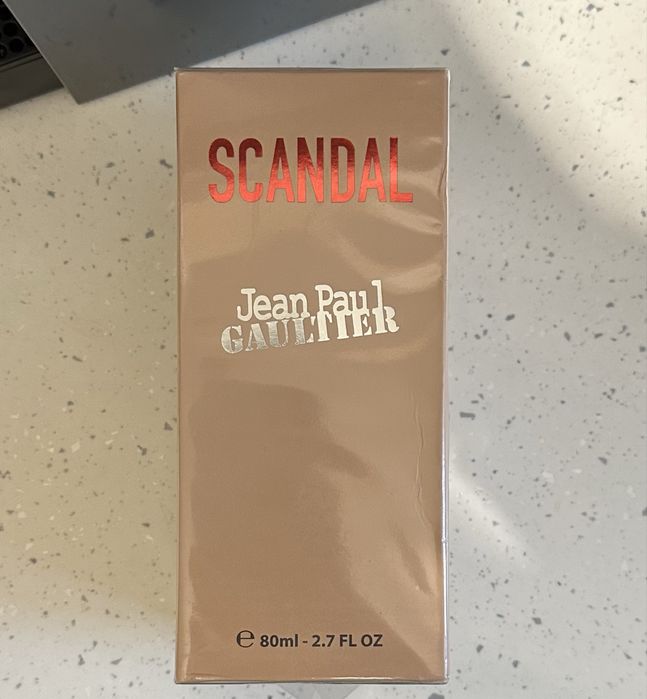 SCANDAL
Jean Paul
GAULTIER
℮ 80ml - 2.7 FL OZ